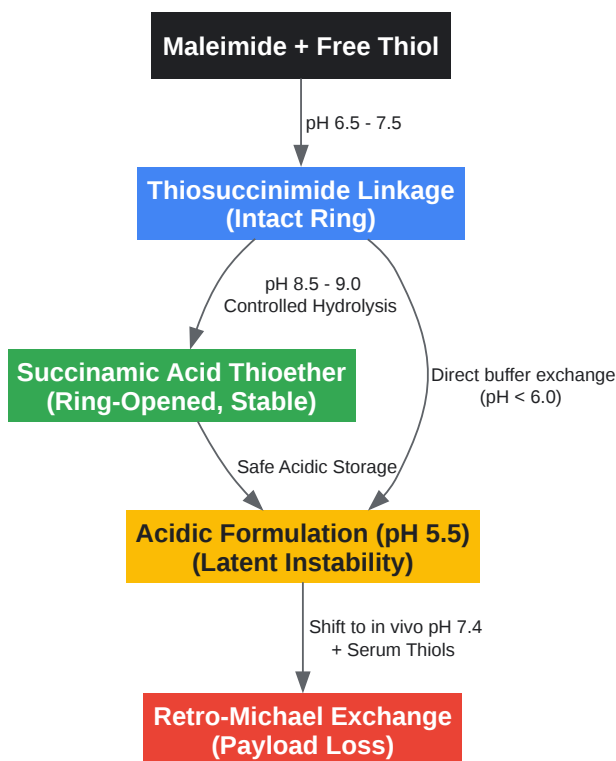 Maleimide + Free Thiol
pH 6.5 - 7.5
Thiosuccinimide Linkage
(Intact Ring)
pH 8.5 - 9.0
Controlled Hydrolysis
Succinamic Acid Thioether
(Ring-Opened, Stable)
Direct buffer exchange
(pH < 6.0)
Safe Acidic Storage
Acidic Formulation (pH 5.5)
(Latent Instability)
Shift to in vivo pH 7.4
+ Serum Thiols
Retro-Michael Exchange
(Payload Loss)